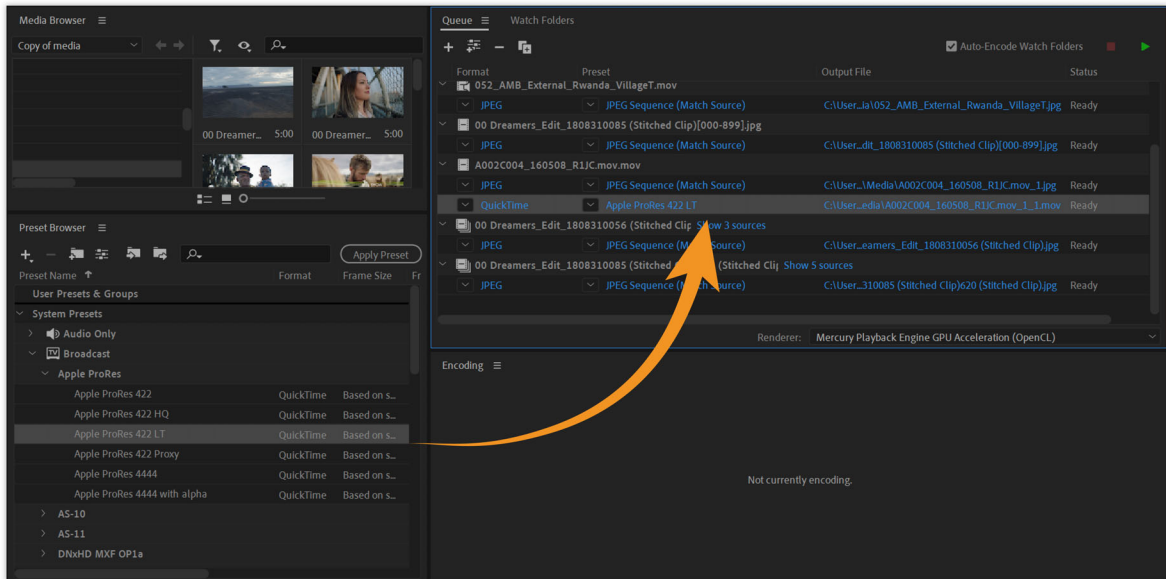 Media Browser
Copy of media
00 Dreamer... 5:00
00 Dreamer... 5:00
Preset Browser
Apply Preset
Preset Name Format Frame Size Fr
User Presets & Groups
System Presets
Audio Only
TV Broadcast
Apple ProRes
Apple ProRes 422 QuickTime Based on s...
Apple ProRes 422 HQ QuickTime Based on s...
Apple ProRes 422 LT QuickTime Based on s...
Apple ProRes 422 Proxy QuickTime Based on s...
Apple ProRes 4444 QuickTime Based on s...
Apple ProRes 4444 with alpha QuickTime Based on s...
AS-10
AS-11
DNxHD MXF OP1a
Queue Watch Folders
Auto-Encode Watch Folders
Format Preset Output File Status
052_AMB_External_Rwanda_VillageT.mov
JPEG JPEG Sequence (Match Source) C:\User...ia\052_AMB_External_Rwanda_VillageT.jpg Ready
00 Dreamers_Edit_1808310085 (Stitched Clip)[000-899].jpg
JPEG JPEG Sequence (Match Source) C:\User...dit_1808310085 (Stitched Clip)[000-899].jpg Ready
A002C004_160508_R1JC.mov.mov
JPEG JPEG Sequence (Match Source) C:\User...\Media\A002C004_160508_R1JC.mov_1.jpg Ready
QuickTime Apple ProRes 422 LT C:\User...edia\A002C004_160508_R1JC.mov_1_1.mov Ready
00 Dreamers_Edit_1808310056 (Stitched Clip Show 3 sources
JPEG JPEG Sequence (Match Source) C:\User...eamers_Edit_1808310056 (Stitched Clip).jpg Ready
00 Dreamers_Edit_1808310085 (Stitched (Stitched Clip Show 5 sources
JPEG JPEG Sequence (Match Source) C:\User...310085 (Stitched Clip)620 (Stitched Clip).jpg Ready
Renderer: Mercury Playback Engine GPU Acceleration (OpenCL)
Encoding
Not currently encoding.